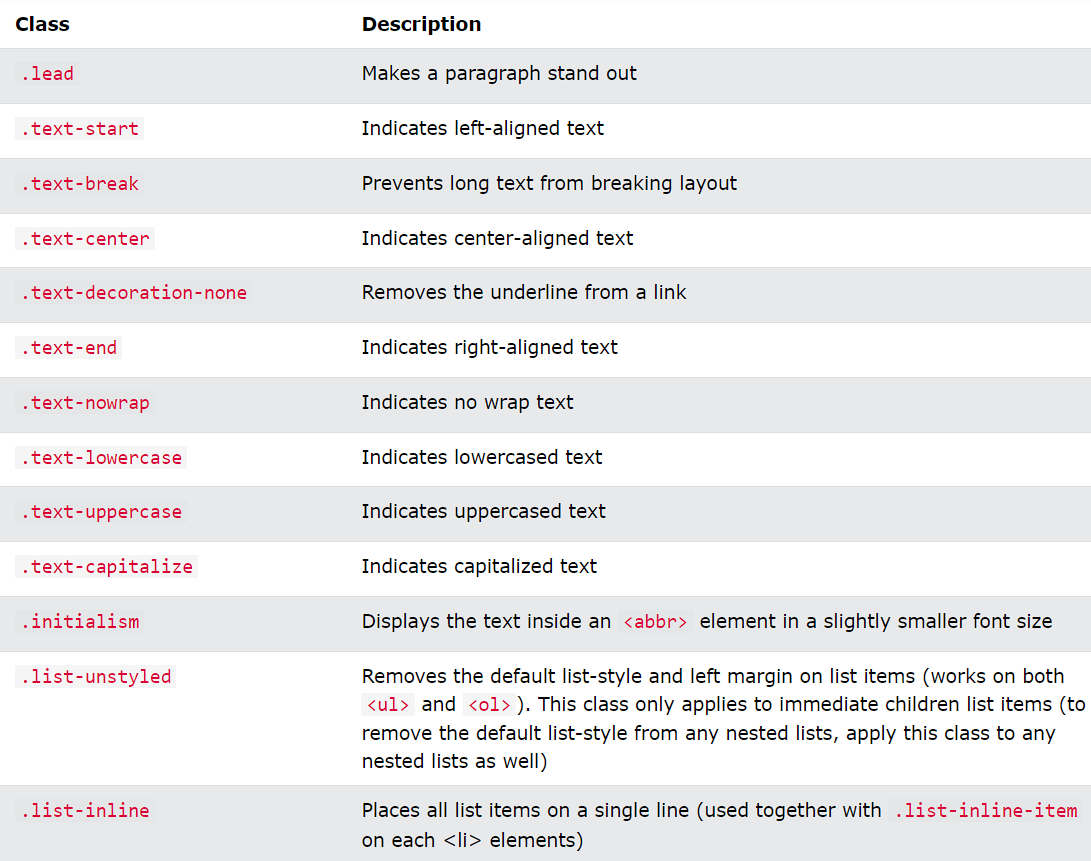 Class Description
.lead Makes a paragraph stand out
.text-start Indicates left-aligned text
.text-break Prevents long text from breaking layout
.text-center Indicates center-aligned text
.text-decoration-none Removes the underline from a link
.text-end Indicates right-aligned text
.text-nowrap Indicates no wrap text
.text-lowercase Indicates lowercased text
.text-uppercase Indicates uppercased text
.text-capitalize Indicates capitalized text
.initialism Displays the text inside an <abbr> element in a slightly smaller font size
.list-unstyled Removes the default list-style and left margin on list items (works on both
<ul> and <ol>). This class only applies to immediate children list items (to
remove the default list-style from any nested lists, apply this class to any
nested lists as well)
.list-inline Places all list items on a single line (used together with .list-inline-item
on each <li> elements)